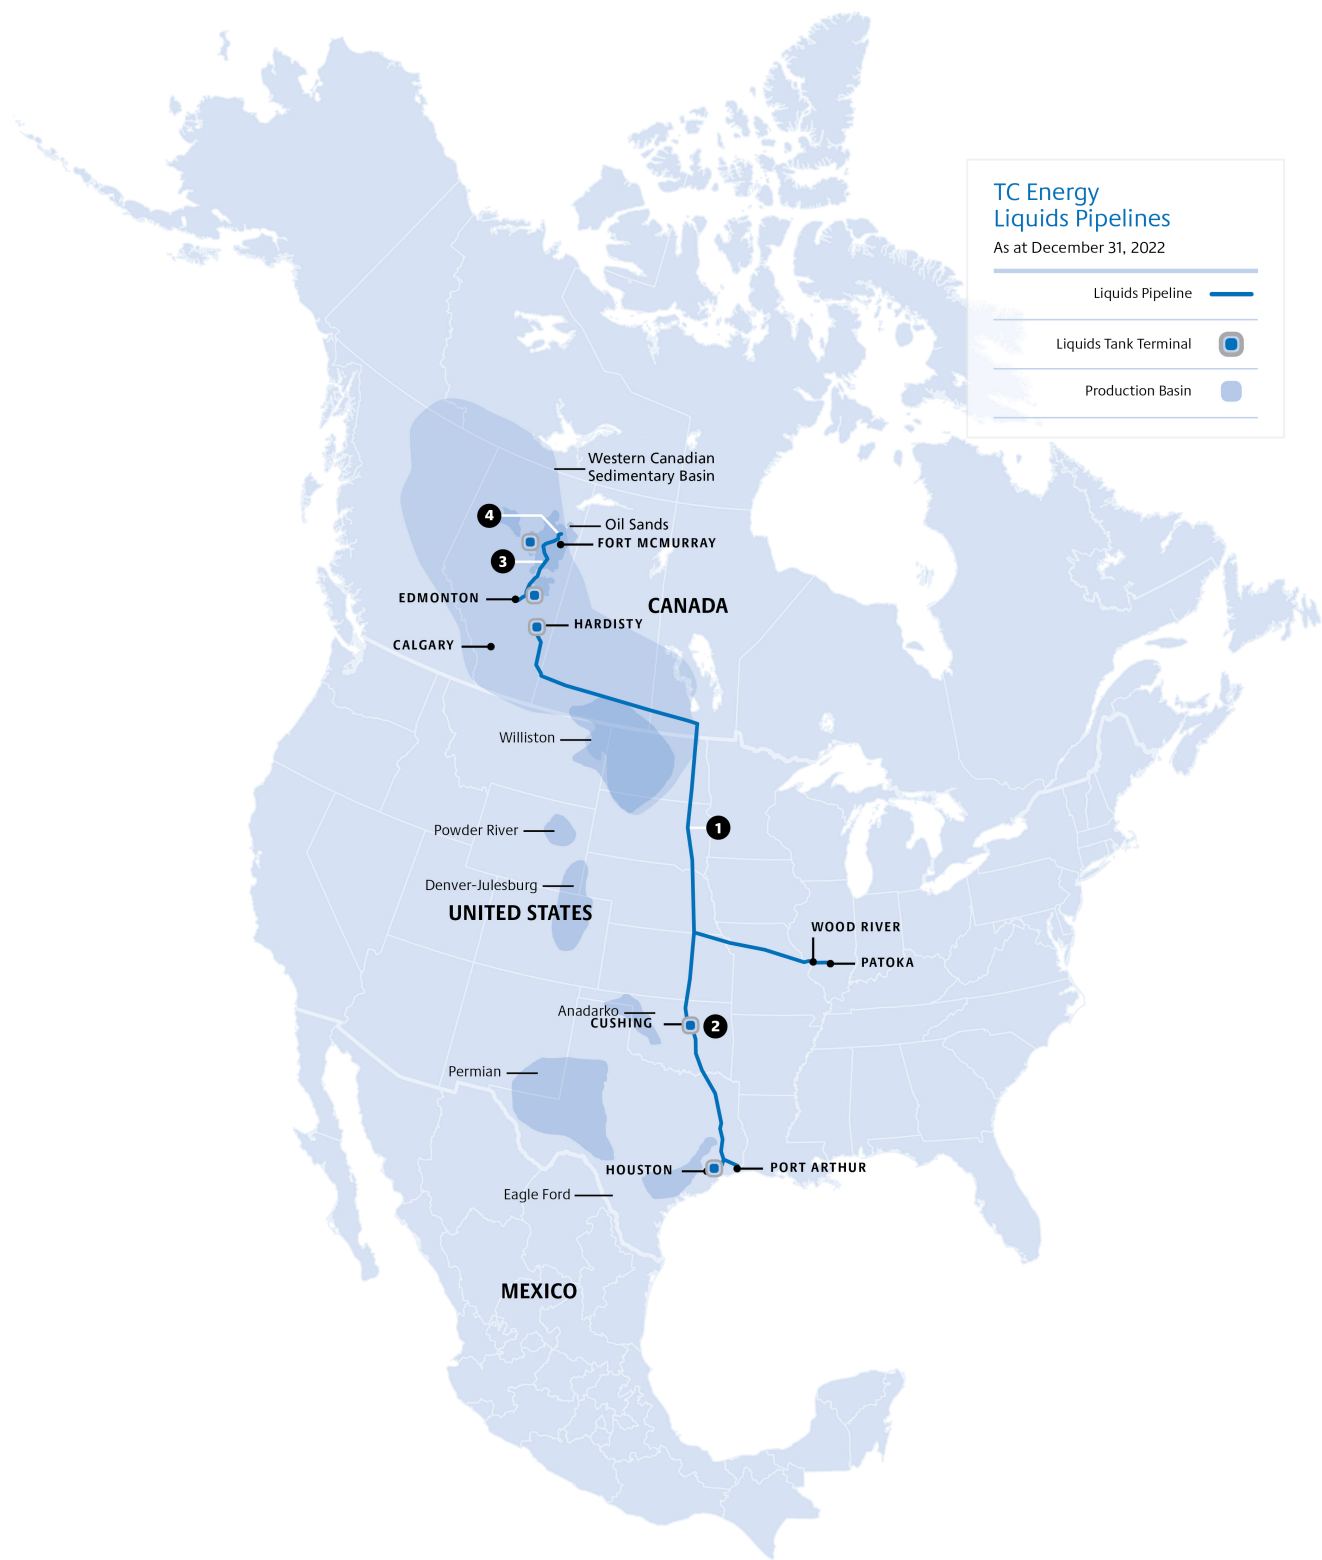 TC Energy
Liquids Pipelines
As at December 31, 2022
Liquids Pipeline
Liquids Tank Terminal
Production Basin
Western Canadian
Sedimentary Basin
4
Oil Sands
FORT MCMURRAY
3
EDMONTON
CANADA
HARDISTY
CALGARY
Williston
1
Powder River
Denver-Julesburg
UNITED STATES
WOOD RIVER
PATOKA
Anadarko
CUSHING
2
Permian
HOUSTON
PORT ARTHUR
Eagle Ford
MEXICO